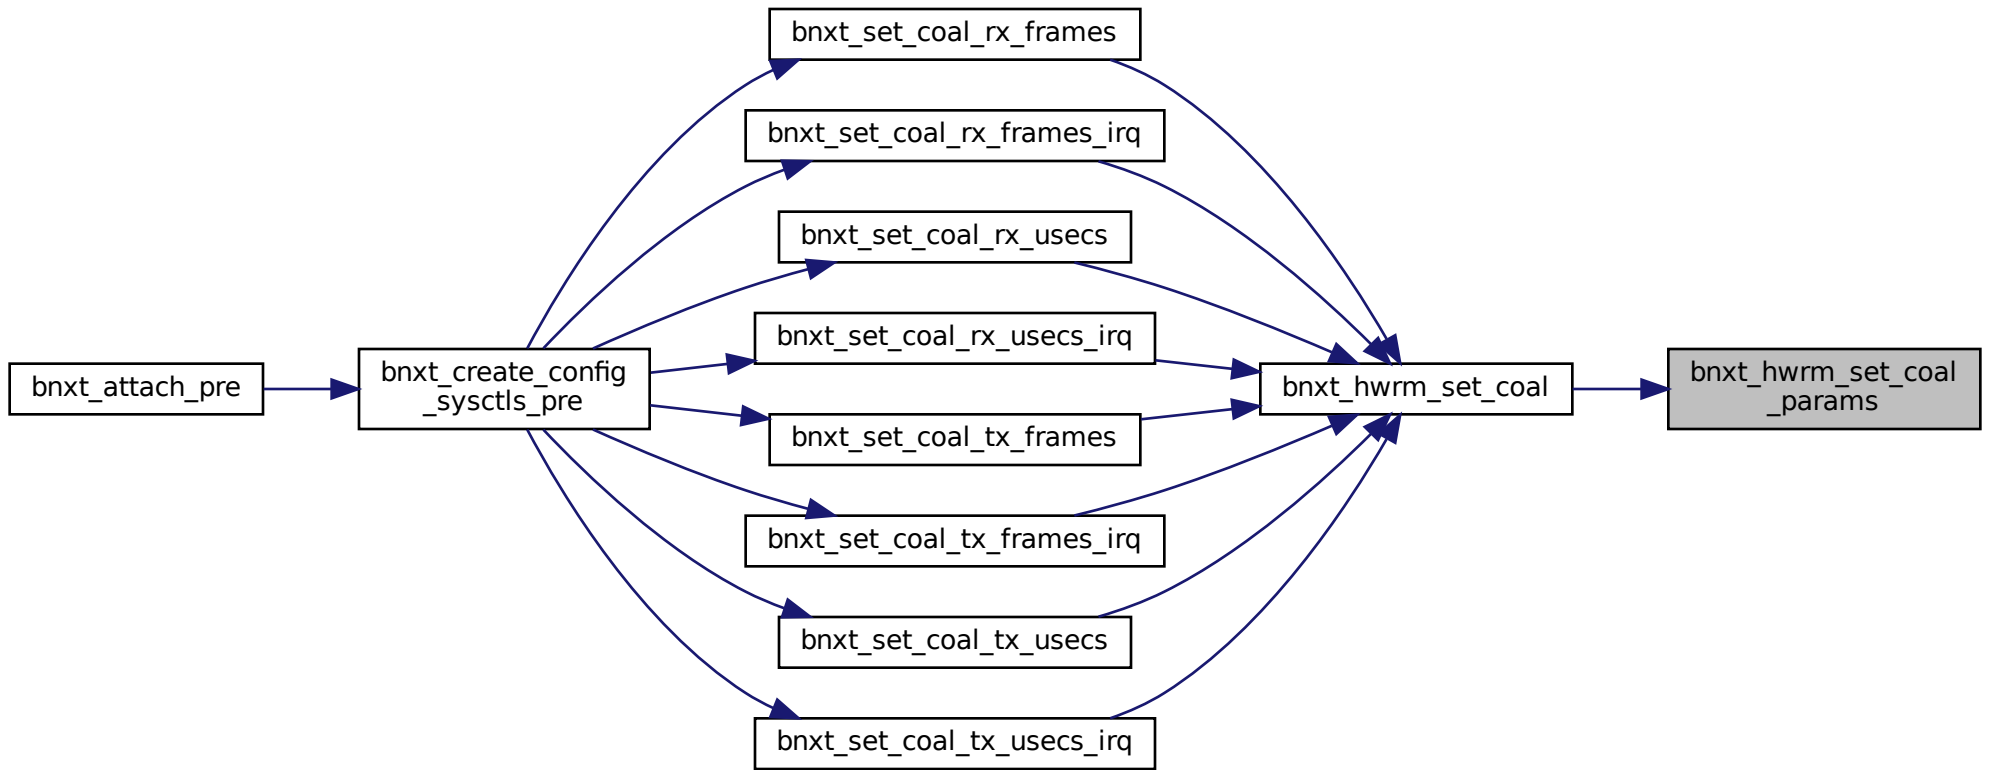 bnxt_attach_pre
bnxt_create_config
_sysctls_pre
bnxt_set_coal_rx_frames
bnxt_set_coal_rx_frames_irq
bnxt_set_coal_rx_usecs
bnxt_set_coal_rx_usecs_irq
bnxt_set_coal_tx_frames
bnxt_set_coal_tx_frames_irq
bnxt_set_coal_tx_usecs
bnxt_set_coal_tx_usecs_irq
bnxt_hwrm_set_coal
bnxt_hwrm_set_coal
_params